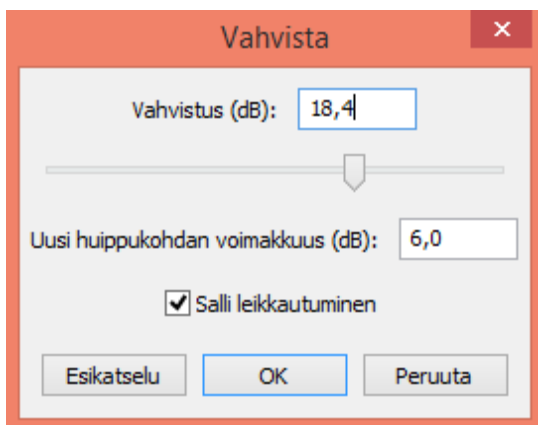 Vahvista
Vahvistus (dB): 18,4
Uusi huippukohdan voimakkuus (dB): 6,0
Salli leikkautuminen
Esikatselu OK Peruuta